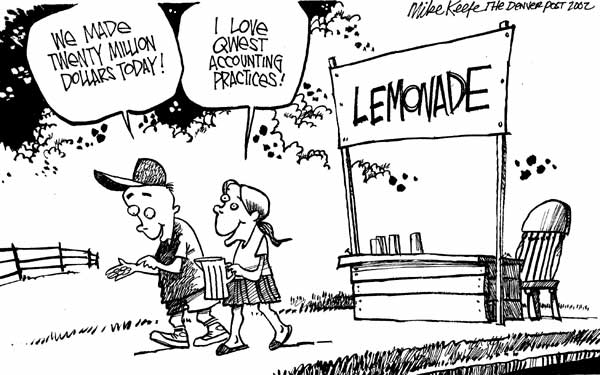 Mike Keefe THE DENVER POST 2002
WE MADE
TWENTY MILLION
DOLLARS TODAY!
I LOVE
QWEST
ACCOUNTING
PRACTICES!
LEMONADE